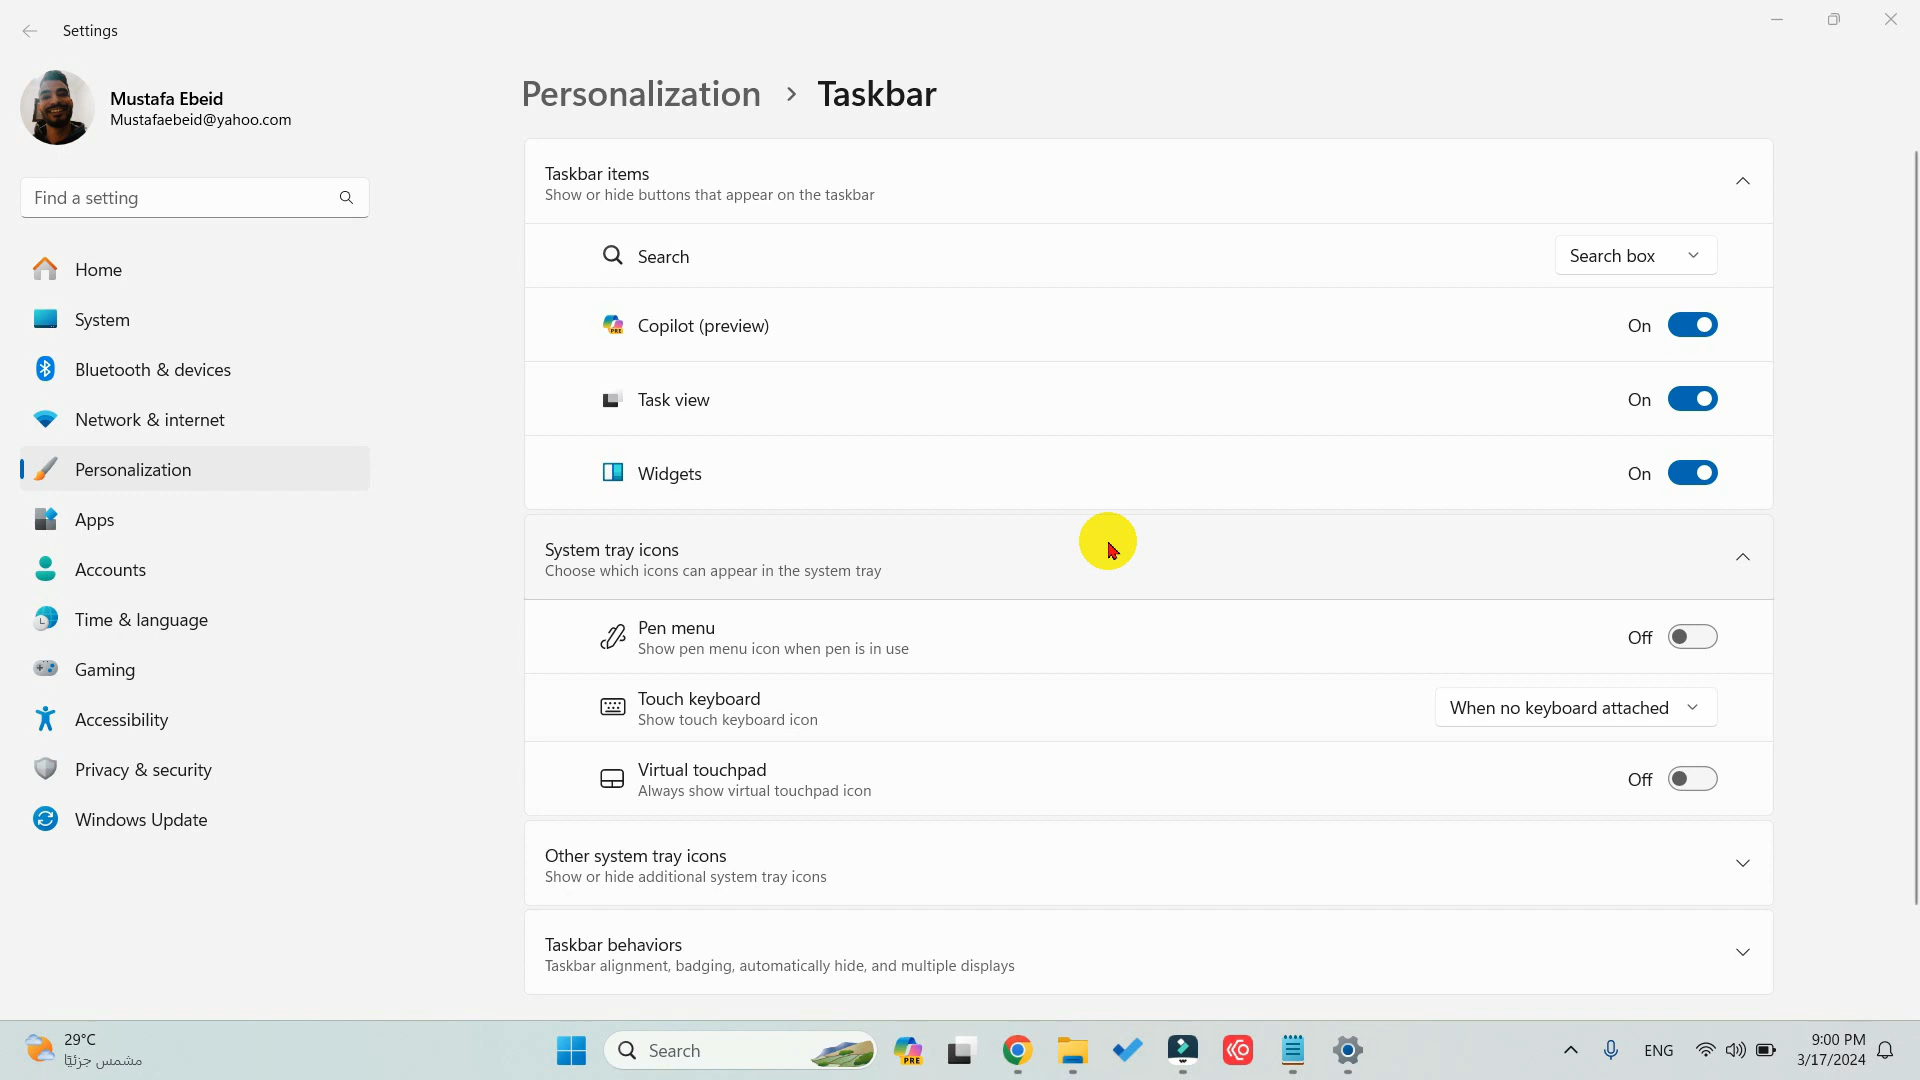 Settings
Mustafa Ebeid
Mustafaebeid@yahoo.com
Find a setting
Home
System
Bluetooth & devices
Network & internet
Personalization
Apps
Accounts
Time & language
Gaming
Accessibility
Privacy & security
Windows Update
Personalization > Taskbar
Taskbar items
Show or hide buttons that appear on the taskbar
Search
Search box
Copilot (preview)
On
Task view
On
Widgets
On
System tray icons
Choose which icons can appear in the system tray
Pen menu
Show pen menu icon when pen is in use
Off
Touch keyboard
Show touch keyboard icon
When no keyboard attached
Virtual touchpad
Always show virtual touchpad icon
Off
Other system tray icons
Show or hide additional system tray icons
Taskbar behaviors
Taskbar alignment, badging, automatically hide, and multiple displays
29°C
مشمس جزئيًا
Search
PRE
ENG
9:00 PM
3/17/2024